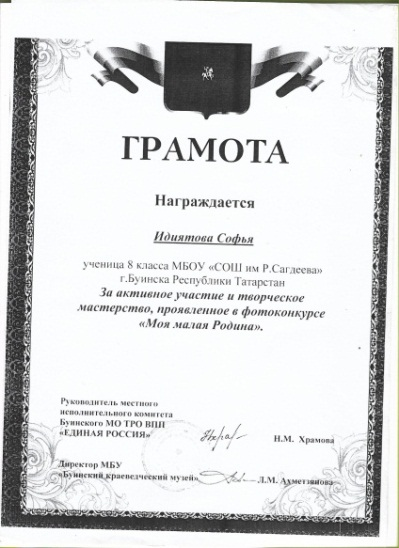 ГРАМОТА
Награждается
Идиятова Софья
ученица 8 класса МБОУ «СОШ им Р.Сагдеева»
г.Буинска Республики Татарстан
За активное участие и творческое
мастерство, проявленное в фотоконкурсе
«Моя малая Родина».
Руководитель местного
исполнительного комитета
Буинского МО ТРО ВПП
«ЕДИНАЯ РОССИЯ»
Н.М. Храмова
Директор МБУ
«Буинский краеведческий музей»
Л.М. Ахметзянова